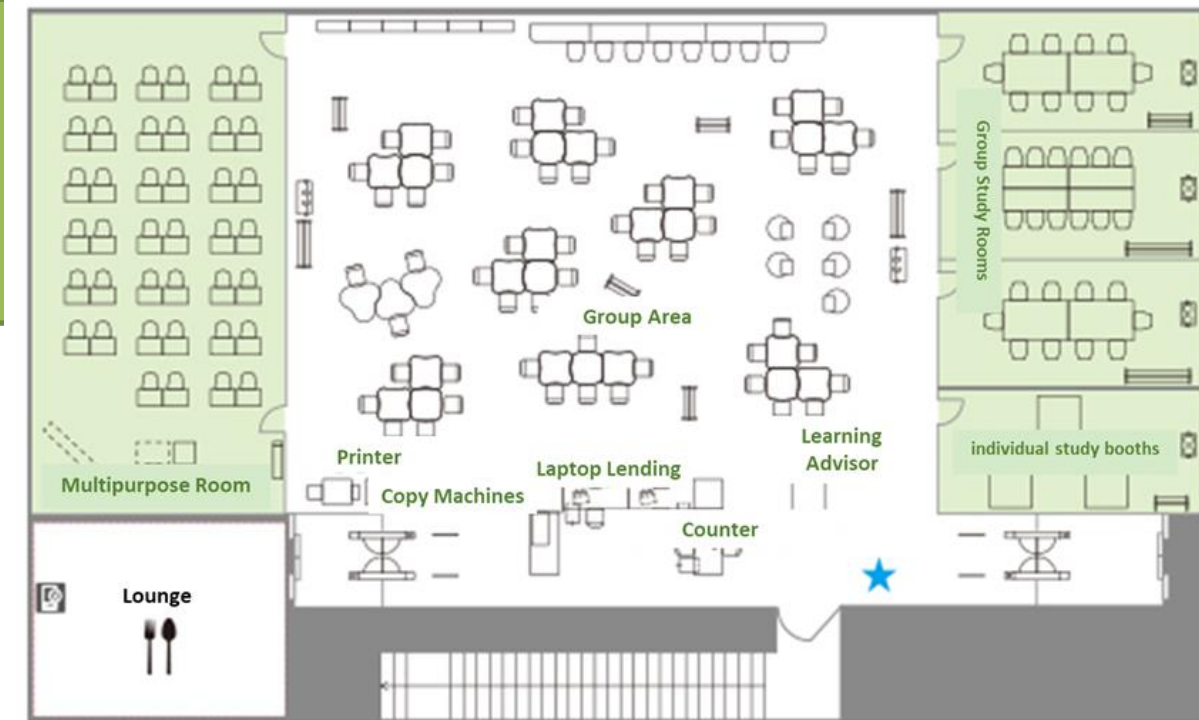 Group Study Rooms
Group Area
Printer
Learning
Advisor
Laptop Lending
individual study booths
Multipurpose Room
Copy Machines
Counter
Lounge